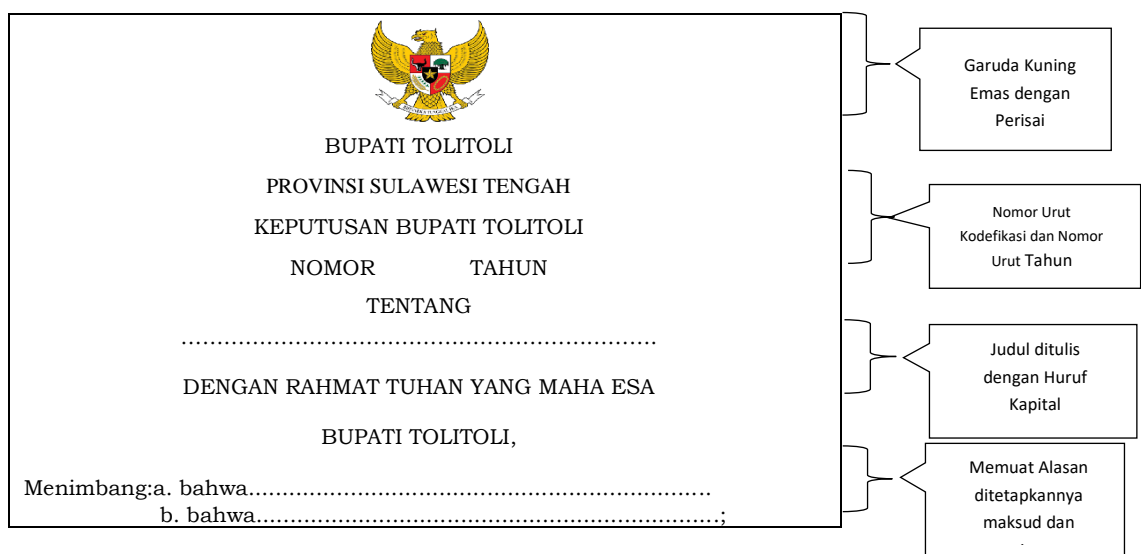 BUPATI TOLITOLI
PROVINSI SULAWESI TENGAH
KEPUTUSAN BUPATI TOLITOLI
NOMOR TAHUN
TENTANG
……………………………………………………….…
DENGAN RAHMAT TUHAN YANG MAHA ESA
BUPATI TOLITOLI,
Menimbang:a. bahwa....................................................................
b. bahwa....................................................................;
Garuda Kuning
Emas dengan
Perisai
Nomor Urut
Kodefikasi dan Nomor
Urut Tahun
Judul ditulis
dengan Huruf
Kapital
Memuat Alasan
ditetapkannya
maksud dan